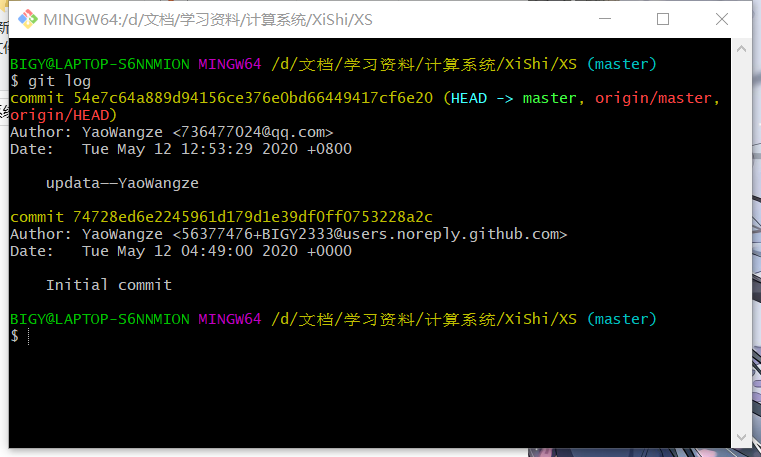 MINGW64:/d/文档/学习资料/计算系统/XiShi/XS
BIGY@LAPTOP-S6NNMION MINGW64 /d/文档/学习资料/计算系统/XiShi/XS (master)
$ git log
commit 54e7c64a889d94156ce376e0bd66449417cf6e20 (HEAD -> master, origin/master,
origin/HEAD)
Author: YaoWangze <736477024@qq.com>
Date:   Tue May 12 12:53:29 2020 +0800
updata——YaoWangze
commit 74728ed6e2245961d179d1e39df0ff0753228a2c
Author: YaoWangze <56377476+BIGY2333@users.noreply.github.com>
Date:   Tue May 12 04:49:00 2020 +0000
Initial commit
BIGY@LAPTOP-S6NNMION MINGW64 /d/文档/学习资料/计算系统/XiShi/XS (master)
$